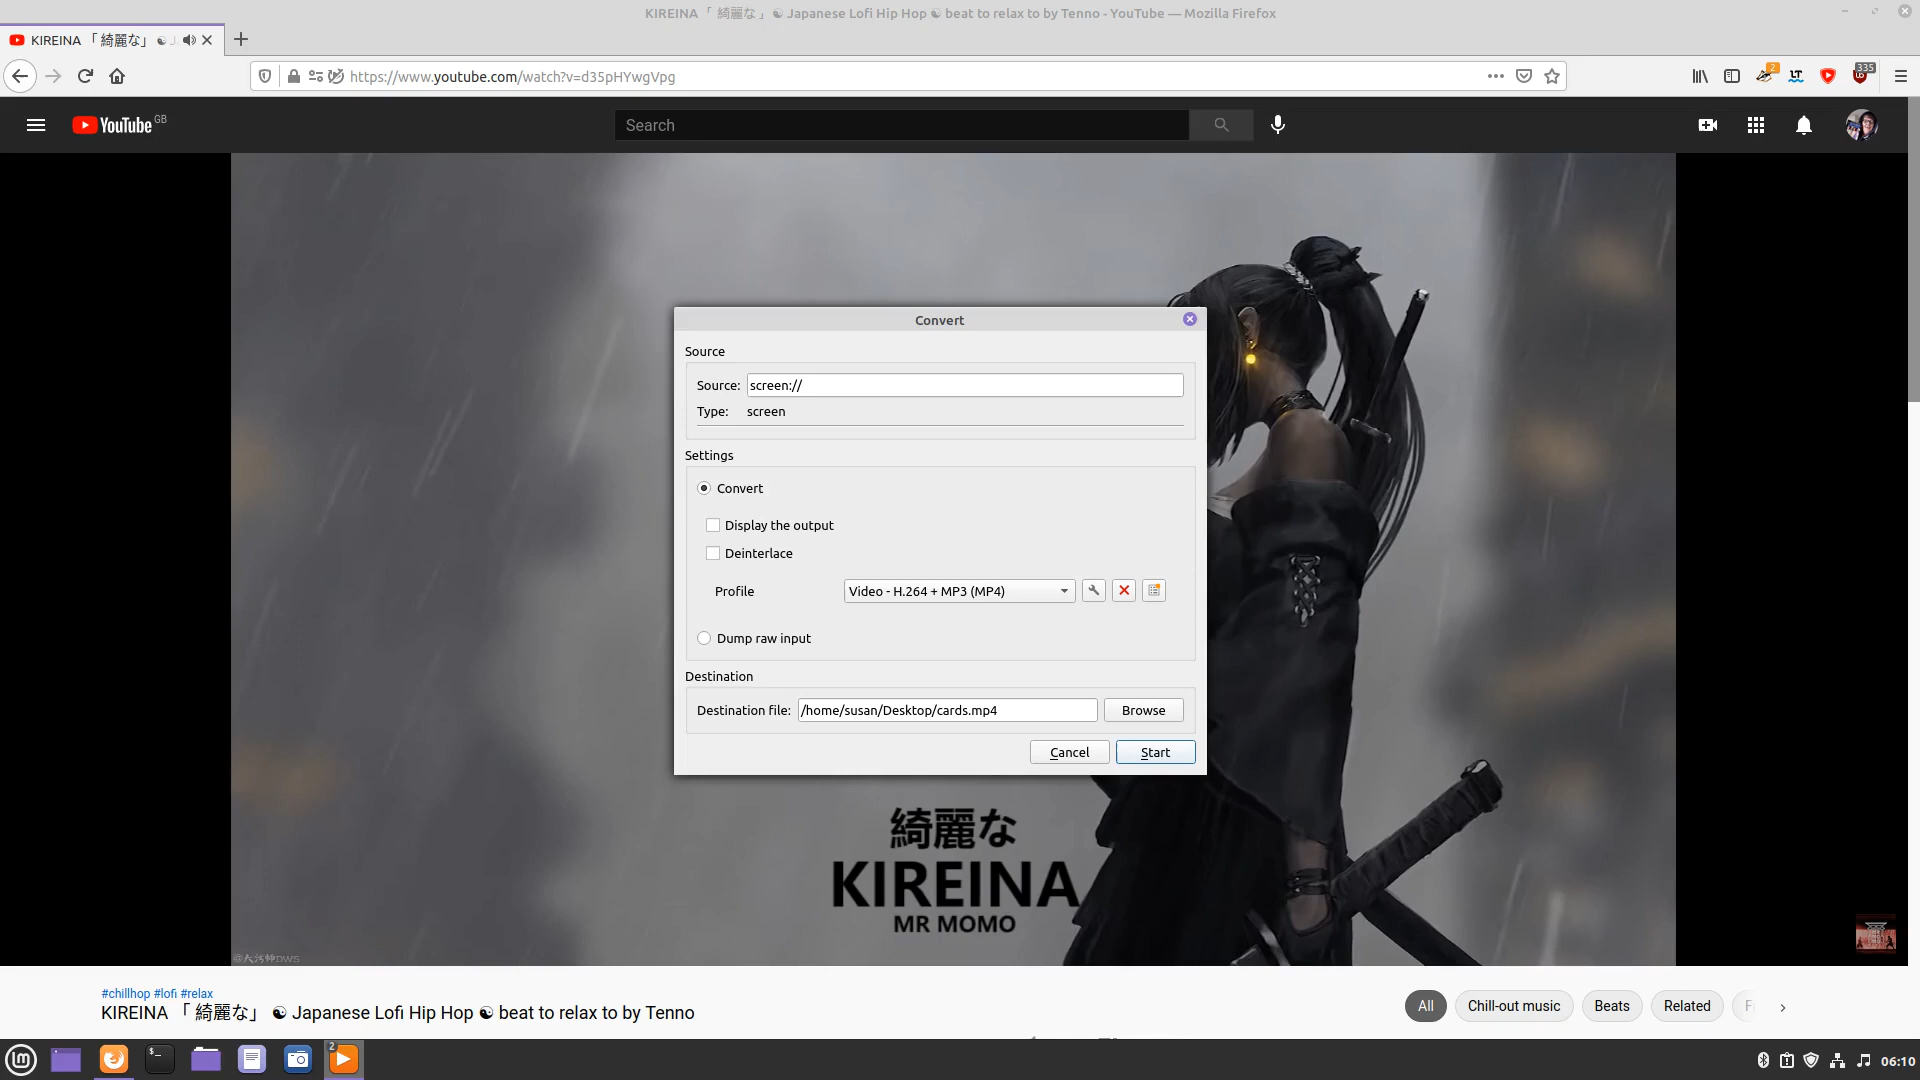 KIREINA 「 綺麗な」☯ Japanese Lofi Hip Hop ☯ beat to relax to by Tenno - YouTube — Mozilla Firefox
KIREINA 「 綺麗な」 ☯ J
https://www.youtube.com/watch?v=d35pHYwgVpg
2
335
YouTube GB
Search
Convert
Source
Source: screen://
Type: screen
Settings
Convert
Display the output
Deinterlace
Profile Video - H.264 + MP3 (MP4)
Dump raw input
Destination
Destination file: /home/susan/Desktop/cards.mp4 Browse
Cancel Start
綺麗な
KIREINA
MR MOMO
#chillhop #lofi #relax
KIREINA 「 綺麗な」 ☯ Japanese Lofi Hip Hop ☯ beat to relax to by Tenno
All Chill-out music Beats Related
2
06:10